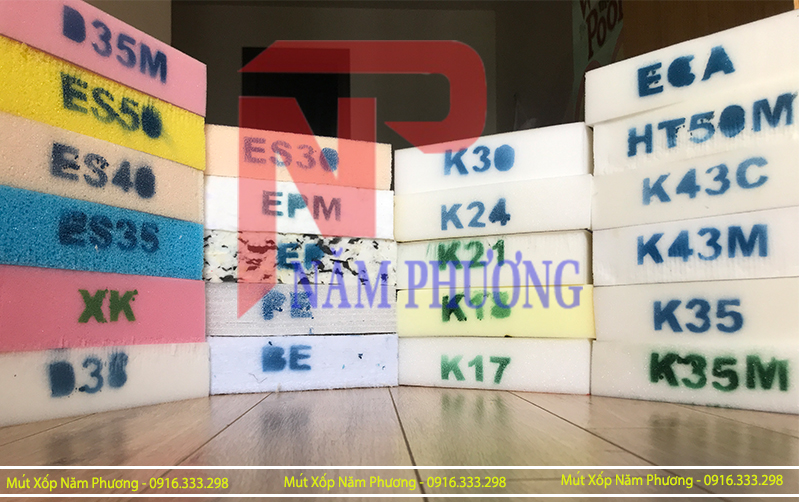 D35M
ES50
ES40
ES35
XK
D38
ES30
EPM
PE
BE
K30
K24
K21
K18
K17
ECA
HT50M
K43C
K43M
K35
K35M
NĂM PHƯƠNG
Mút Xốp Năm Phương - 0916.333.298
Mút Xốp Năm Phương - 0916.333.298
Mút Xốp Năm Phương - 0916.333.298